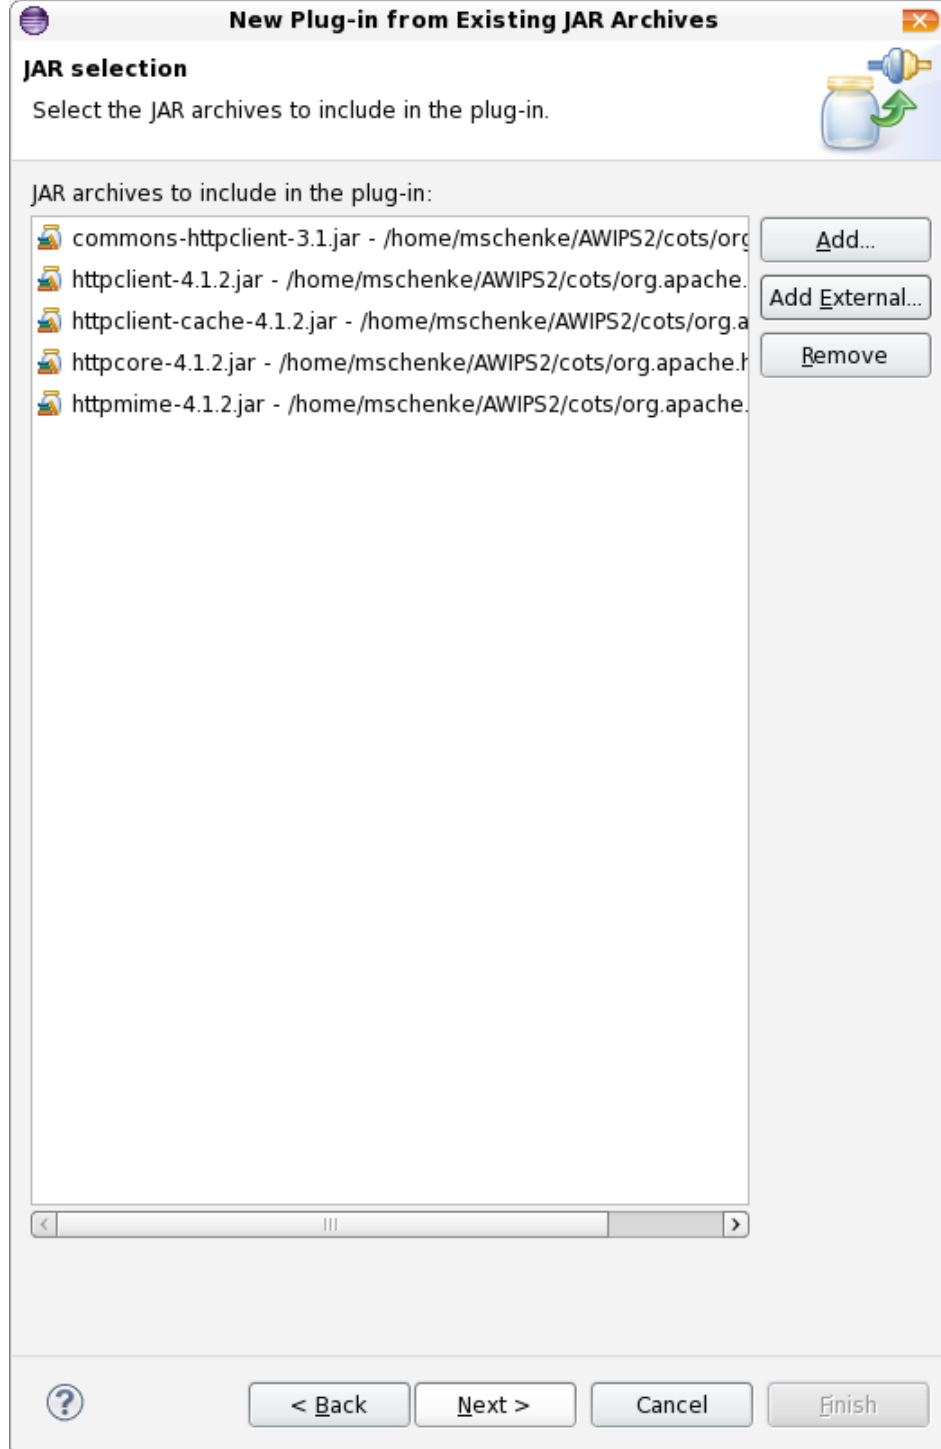 New Plug-in from Existing JAR Archives
JAR selection
Select the JAR archives to include in the plug-in.
JAR archives to include in the plug-in:
commons-httpclient-3.1.jar - /home/mschenke/AWIPS2/cots/org
Add...
httpclient-4.1.2.jar - /home/mschenke/AWIPS2/cots/org.apache.
Add External...
httpclient-cache-4.1.2.jar - /home/mschenke/AWIPS2/cots/org.a
Remove
httpcore-4.1.2.jar - /home/mschenke/AWIPS2/cots/org.apache.h
httpmime-4.1.2.jar - /home/mschenke/AWIPS2/cots/org.apache.
< Back
Next >
Cancel
Finish